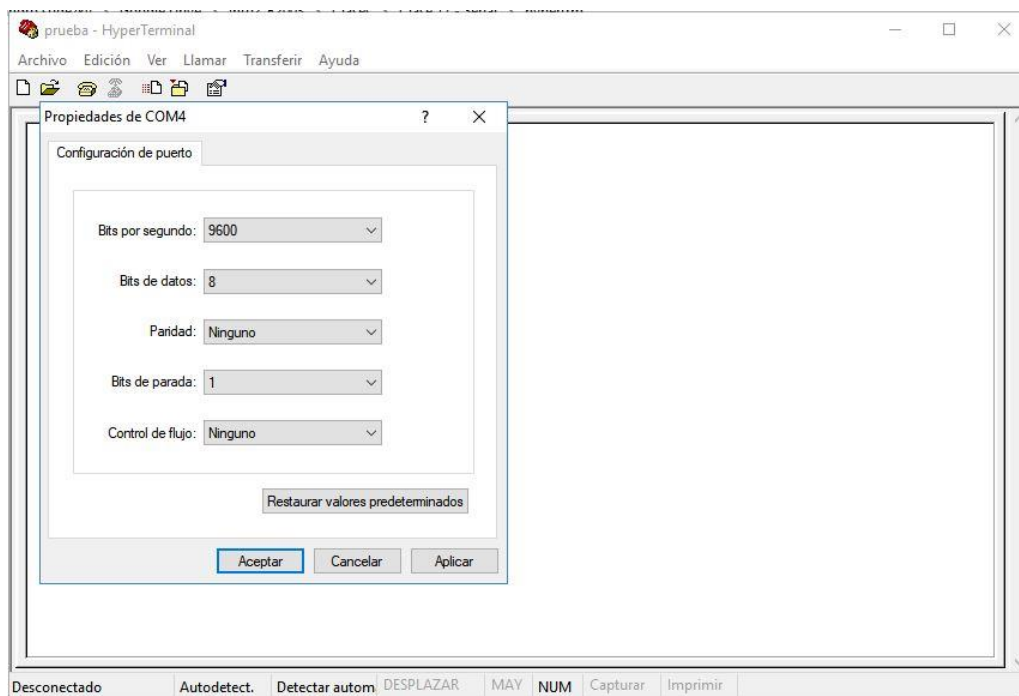 prueba - HyperTerminal
Archivo Edición Ver Llamar Transferir Ayuda
Propiedades de COM4 ?
Configuración de puerto
Bits por segundo: 9600
Bits de datos: 8
Paridad: Ninguno
Bits de parada: 1
Control de flujo: Ninguno
Restaurar valores predeterminados
Aceptar Cancelar Aplicar
Desconectado Autodetect. Detectar autom DESPLAZAR MAY NUM Capturar Imprimir